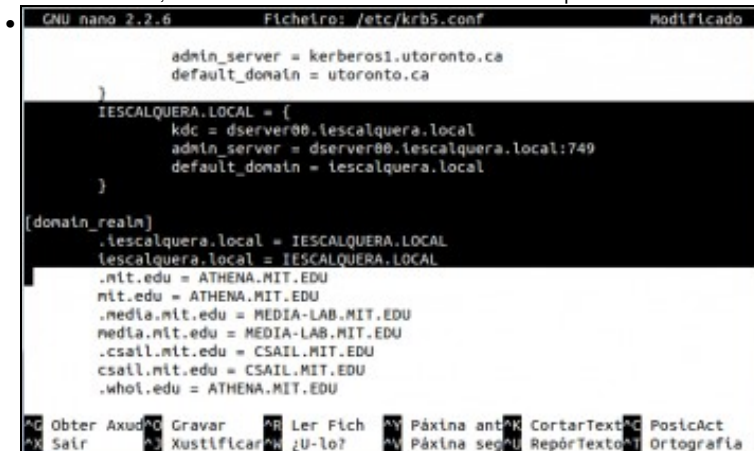 GNU nano 2.2.6 Ficheiro: /etc/krb5.conf Modificado
admin_server = kerberos1.utoronto.ca
default_domain = utoronto.ca
}
IESCALQUERA.LOCAL = {
kdc = dserver00.iescalquera.local
admin_server = dserver00.iescalquera.local:749
default_domain = iescalquera.local
}
[domain_realm]
.iescalquera.local = IESCALQUERA.LOCAL
iescalquera.local = IESCALQUERA.LOCAL
.mit.edu = ATHENA.MIT.EDU
mit.edu = ATHENA.MIT.EDU
.media.mit.edu = MEDIA-LAB.MIT.EDU
media.mit.edu = MEDIA-LAB.MIT.EDU
.csail.mit.edu = CSAIL.MIT.EDU
csail.mit.edu = CSAIL.MIT.EDU
.whoi.edu = ATHENA.MIT.EDU
^G Obter Axud^O Gravar ^R Ler Fich ^Y Páxina ant^K CortarText^C PosicAct
^X Sair ^J Xustificar^W ¿U-lo? ^V Páxina seg^U RepórTexto^T Ortografía